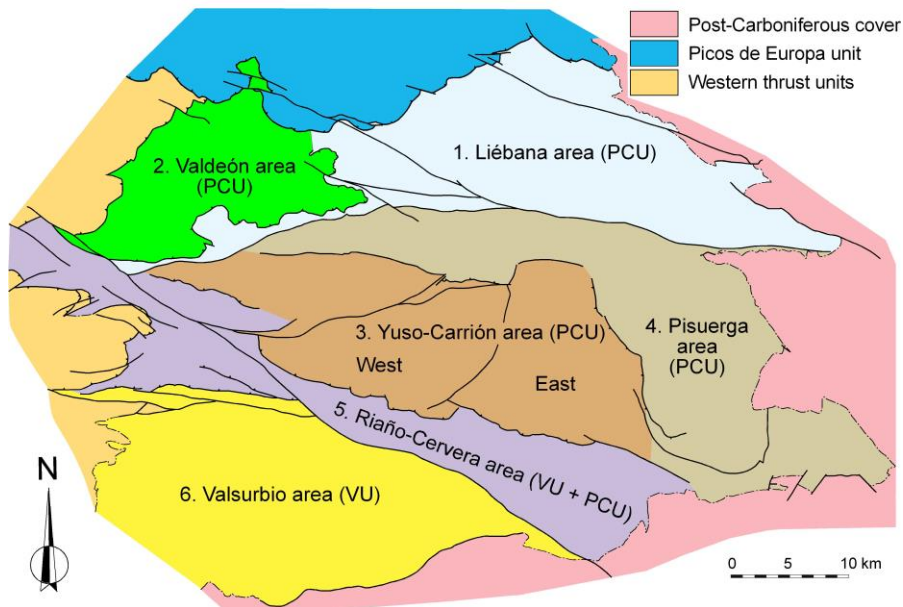 Post-Carboniferous cover
Picos de Europa unit
Western thrust units
1. Liébana area (PCU)
2. Valdeón area
(PCU)
3. Yuso-Carrión area (PCU)
West
East
4. Pisuerga
area
(PCU)
5. Riaño-Cervera area (VU + PCU)
6. Valsurbio area (VU)
N
0 5 10 km